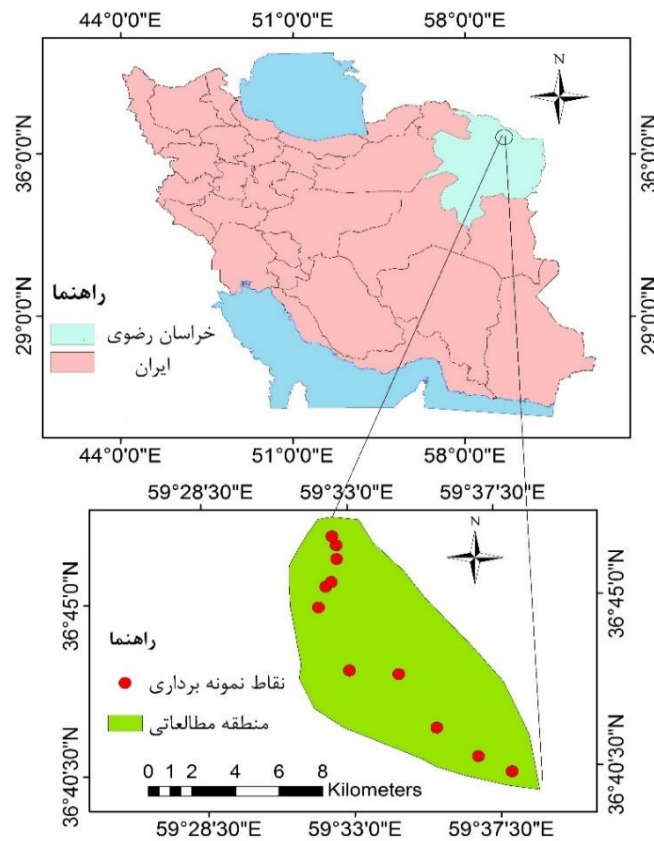 44°0'0"E 51°0'0"E 58°0'0"E
N
36°0'0"N 36°0'0"N
29°0'0"N 29°0'0"N
راهنما
خراسان رضوی
ایران
44°0'0"E 51°0'0"E 58°0'0"E
59°28'30"E 59°33'0"E 59°37'30"E
N
36°45'0"N 36°45'0"N
راهنما
نقاط نمونه برداری
منطقه مطالعاتی
36°40'30"N 36°40'30"N
0 1 2 4 6 8
Kilometers
59°28'30"E 59°33'0"E 59°37'30"E